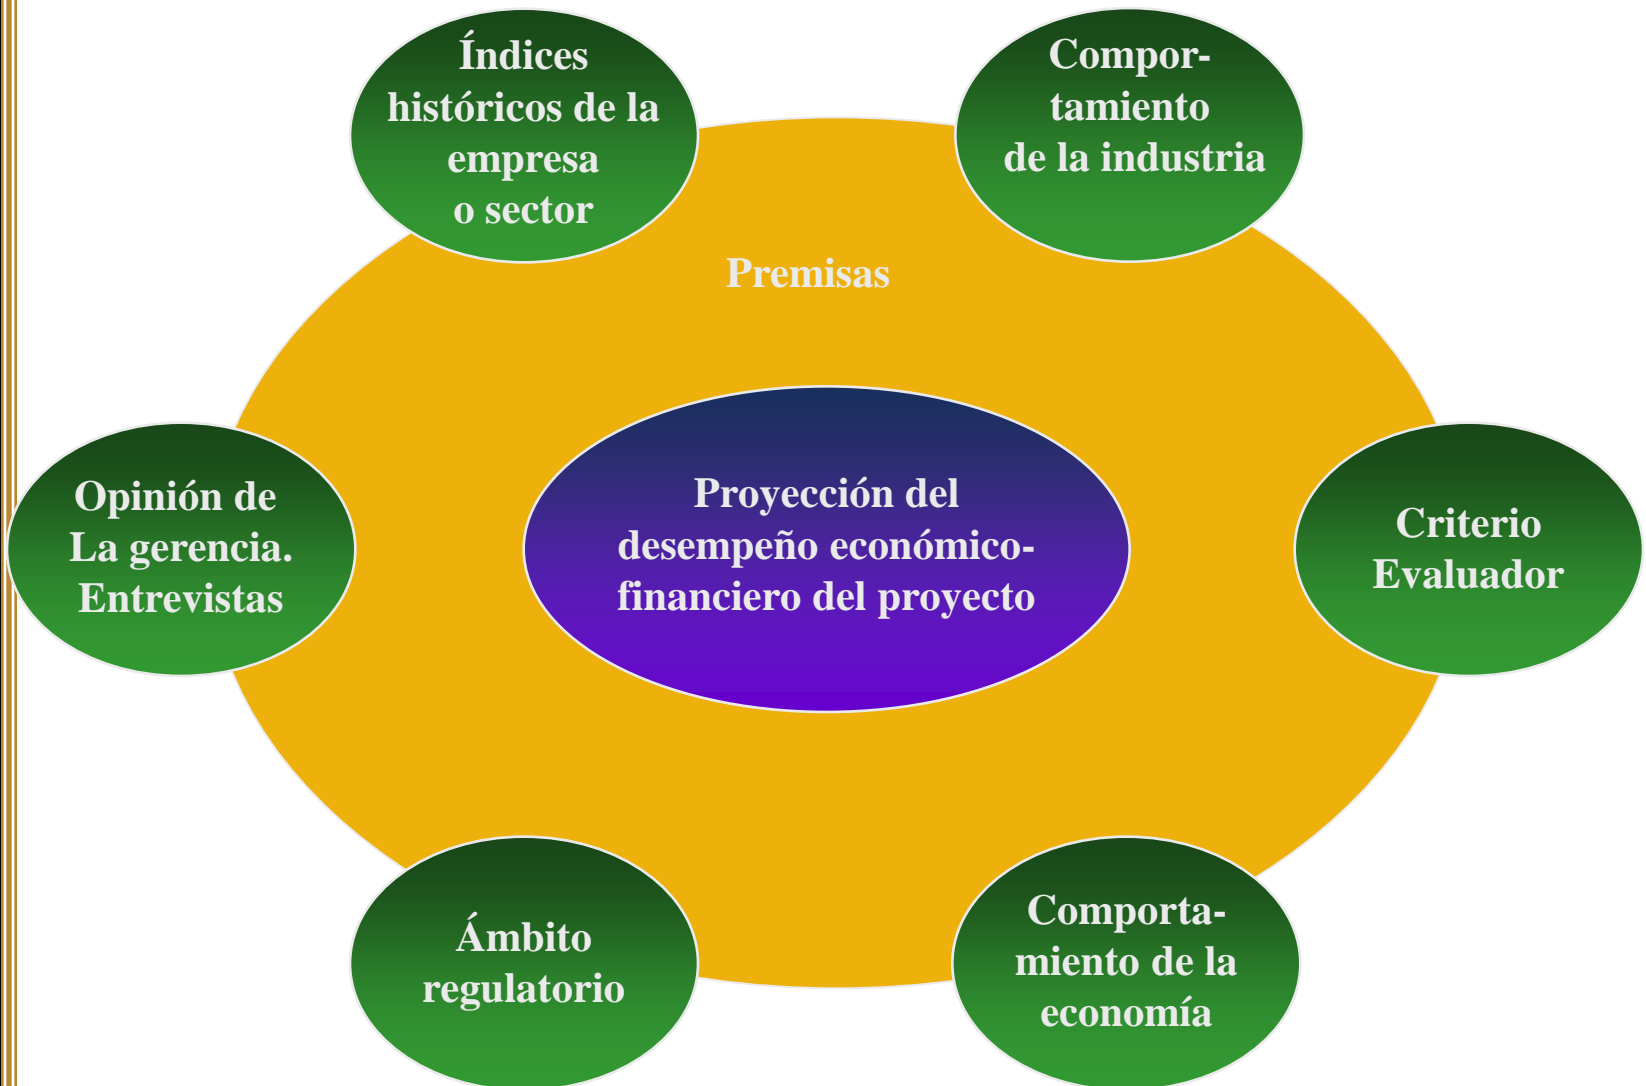 Índices
históricos de la
empresa
o sector
Compor-
tamiento
de la industria
Premisas
Opinión de
La gerencia.
Entrevistas
Proyección del
desempeño económico-
financiero del proyecto
Criterio
Evaluador
Ámbito
regulatorio
Comporta-
miento de la
economía